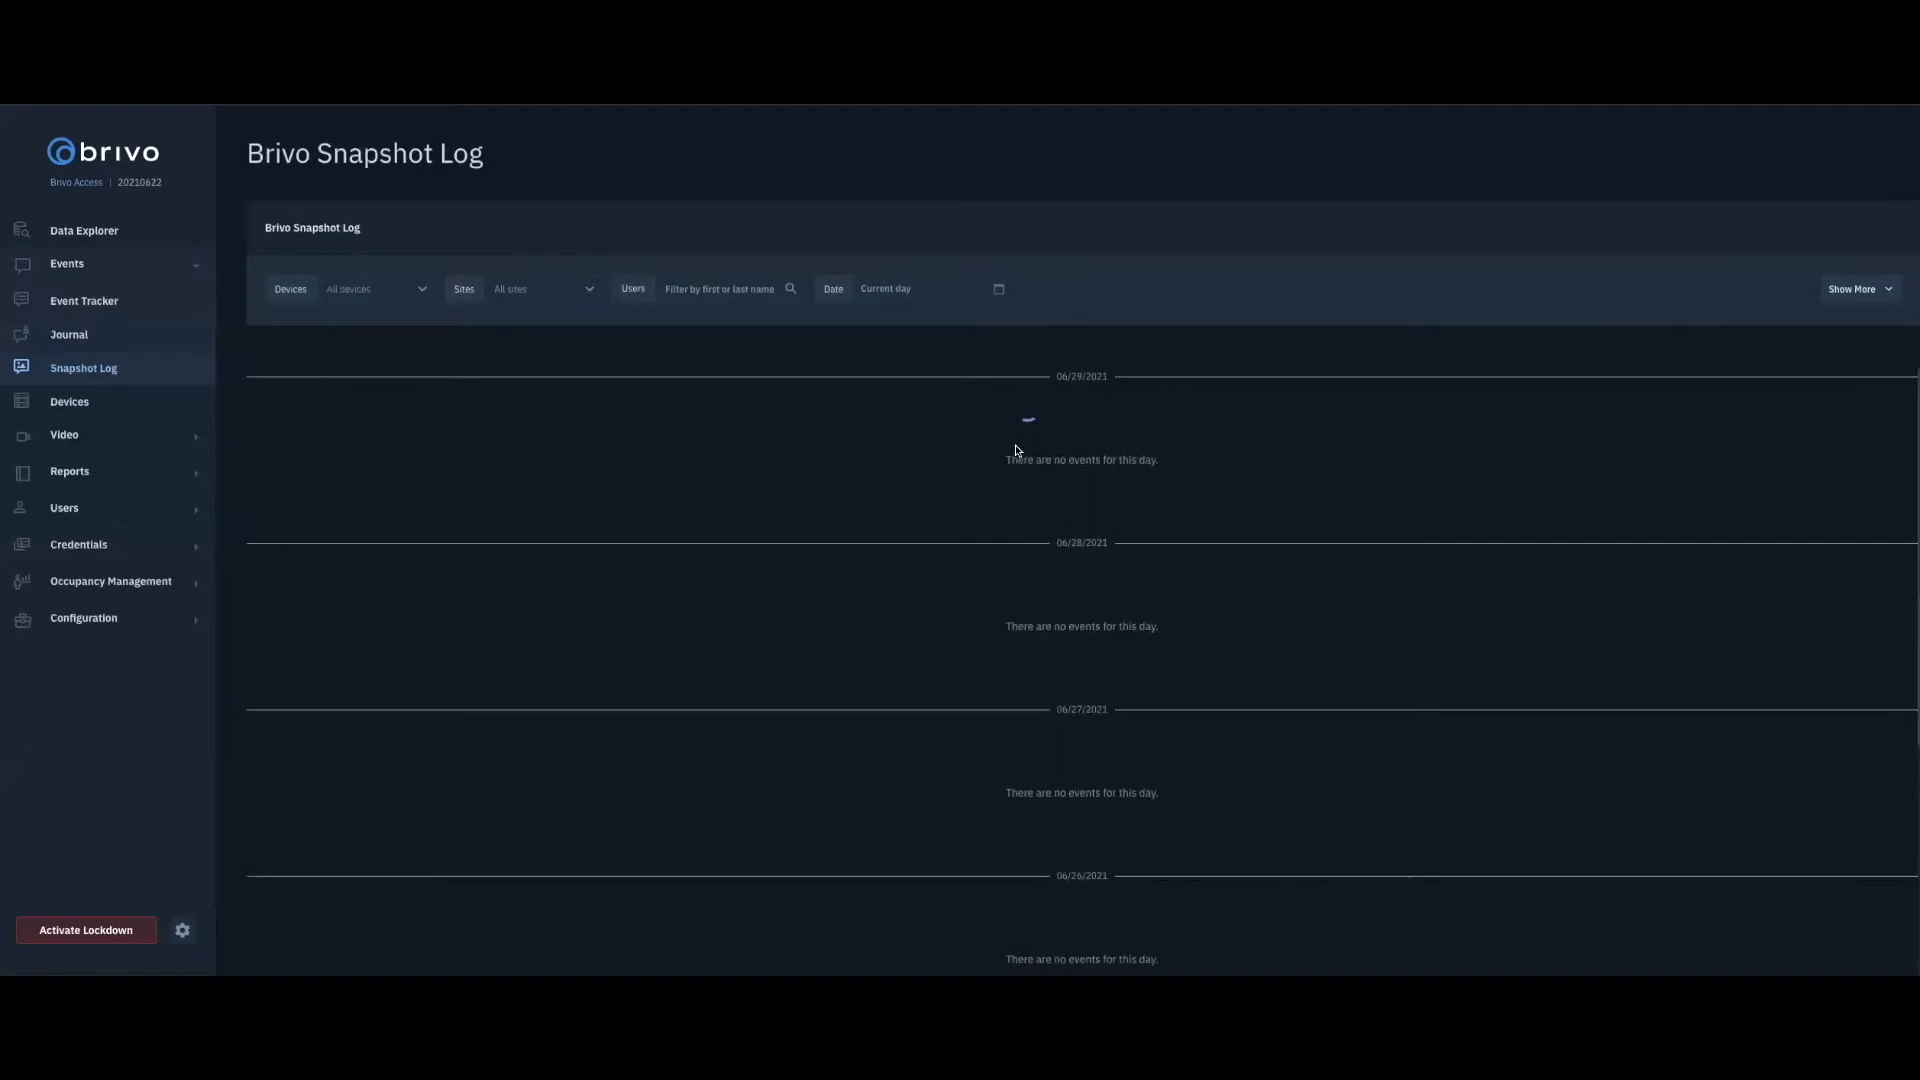 brivo
Brivo Access | 20210622
Data Explorer
Events
Event Tracker
Journal
Snapshot Log
Devices
Video
Reports
Users
Credentials
Occupancy Management
Configuration
Activate Lockdown
Brivo Snapshot Log
Brivo Snapshot Log
Devices All devices Sites All sites Users Filter by first or last name Date Current day Show More
06/29/2021
There are no events for this day.
06/28/2021
There are no events for this day.
06/27/2021
There are no events for this day.
06/26/2021
There are no events for this day.